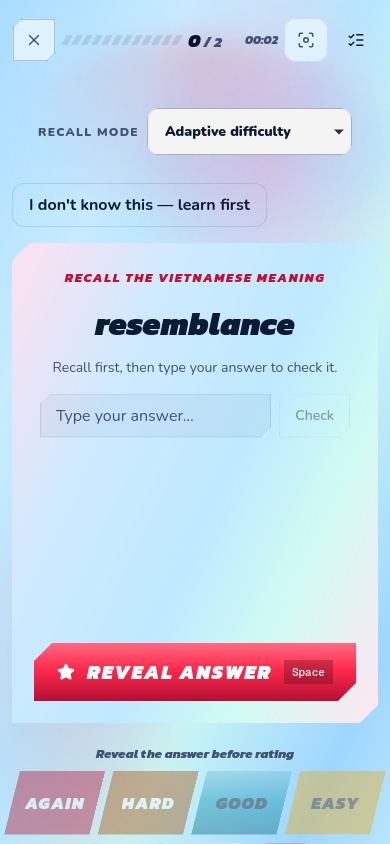 0 / 2
00:02
RECALL MODE
Adaptive difficulty
I don't know this — learn first
RECALL THE VIETNAMESE MEANING
resemblance
Recall first, then type your answer to check it.
Type your answer...
Check
REVEAL ANSWER
Space
Reveal the answer before rating
AGAIN
HARD
GOOD
EASY